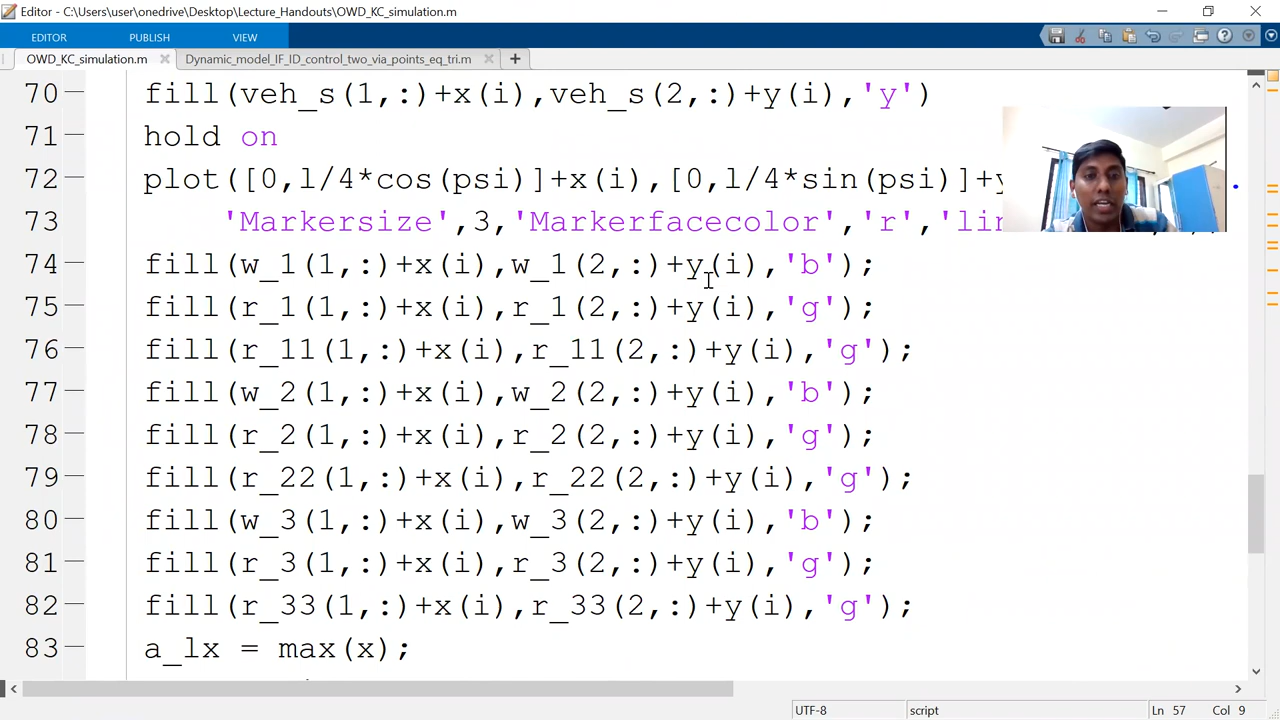 Editor - C:\Users\user\onedrive\Desktop\Lecture_Handouts\OWD_KC_simulation.m
EDITOR PUBLISH VIEW
OWD_KC_simulation.m Dynamic_model_IF_ID_control_two_via_points_eq_tri.m
70 fill(veh_s(1,:)+x(i),veh_s(2,:)+y(i),'y')
71 hold on
72 plot([0,l/4*cos(psi)]+x(i),[0,l/4*sin(psi)]+y
73 'Markersize',3,'Markerfacecolor','r','lin
74 fill(w_1(1,:)+x(i),w_1(2,:)+y(i),'b');
75 fill(r_1(1,:)+x(i),r_1(2,:)+y(i),'g');
76 fill(r_11(1,:)+x(i),r_11(2,:)+y(i),'g');
77 fill(w_2(1,:)+x(i),w_2(2,:)+y(i),'b');
78 fill(r_2(1,:)+x(i),r_2(2,:)+y(i),'g');
79 fill(r_22(1,:)+x(i),r_22(2,:)+y(i),'g');
80 fill(w_3(1,:)+x(i),w_3(2,:)+y(i),'b');
81 fill(r_3(1,:)+x(i),r_3(2,:)+y(i),'g');
82 fill(r_33(1,:)+x(i),r_33(2,:)+y(i),'g');
83 a_lx = max(x);
UTF-8 script Ln 57 Col 9